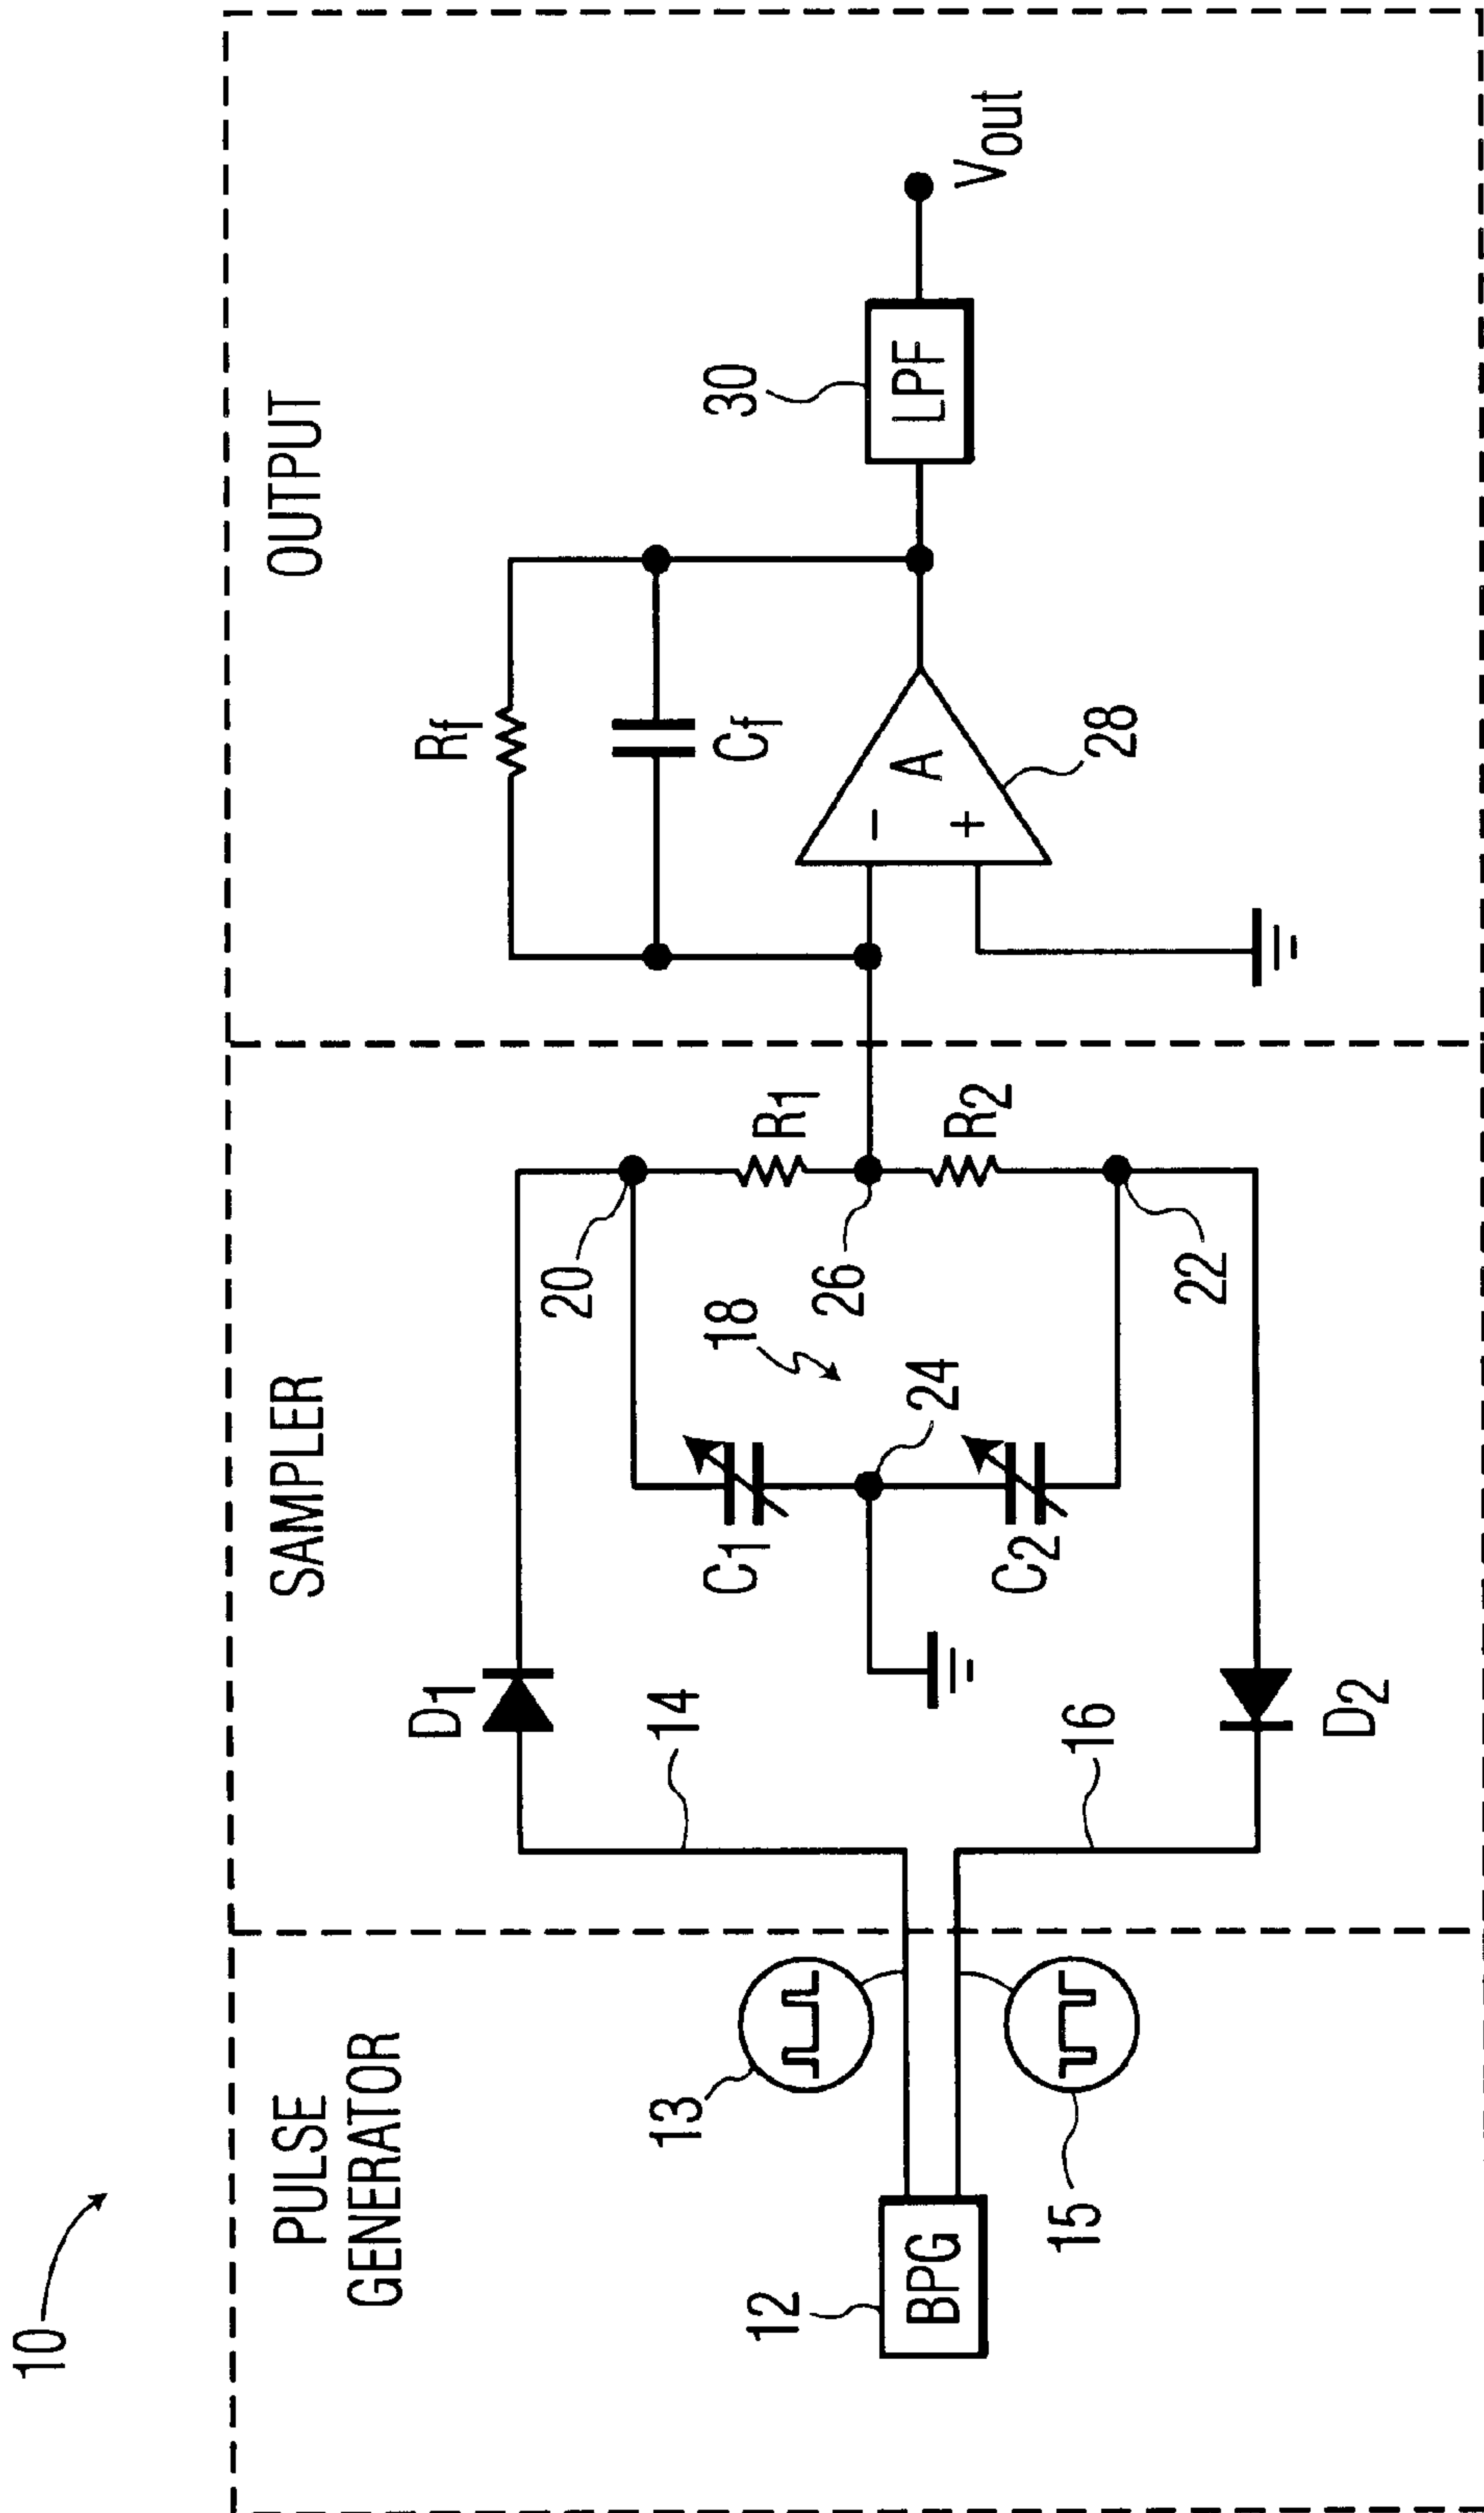 10
PULSE
GENERATOR
SAMPLER
OUTPUT
12
BPG
13
15
14
16
D1
D2
C1
C2
18
20
22
24
26
R1
R2
Rf
Cf
A
−
+
28
30
LPF
Vout